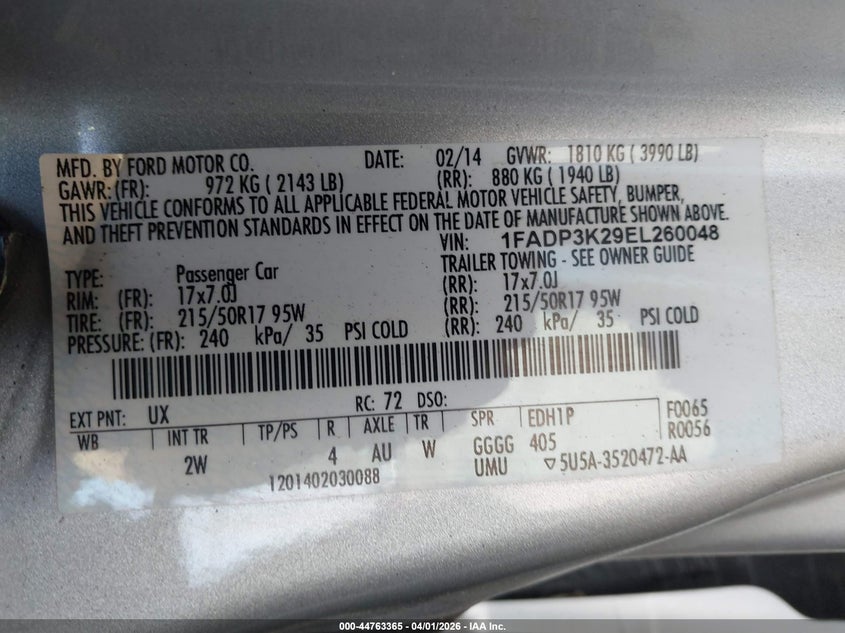 MFD. BY FORD MOTOR CO. DATE: 02/14 GVWR: 1810 KG ( 3990 LB)
GAWR:(FR): 972 KG ( 2143 LB) (RR): 880 KG ( 1940 LB)
THIS VEHICLE CONFORMS TO ALL APPLICABLE FEDERAL MOTOR VEHICLE SAFETY, BUMPER,
AND THEFT PREVENTION STANDARDS IN EFFECT ON THE DATE OF MANUFACTURE SHOWN ABOVE.
VIN: 1FADP3K29EL260048
TYPE: Passenger Car TRAILER TOWING - SEE OWNER GUIDE
RIM: (FR): 17x7.0J (RR): 17x7.0J
TIRE: (FR): 215/50R17 95W (RR): 215/50R17 95W
PRESSURE: (FR): 240 kPa/ 35 PSI COLD (RR): 240 kPa/ 35 PSI COLD
EXT PNT: UX RC: 72 DSO:
WB INT TR TP/PS R AXLE TR SPR EDH1P F0065
2W 4 AU W GGGG 405 R0056
1201402030088 UMU ▽5U5A-3520472-AA
000-44763365 - 04/01/2026 - IAA Inc.